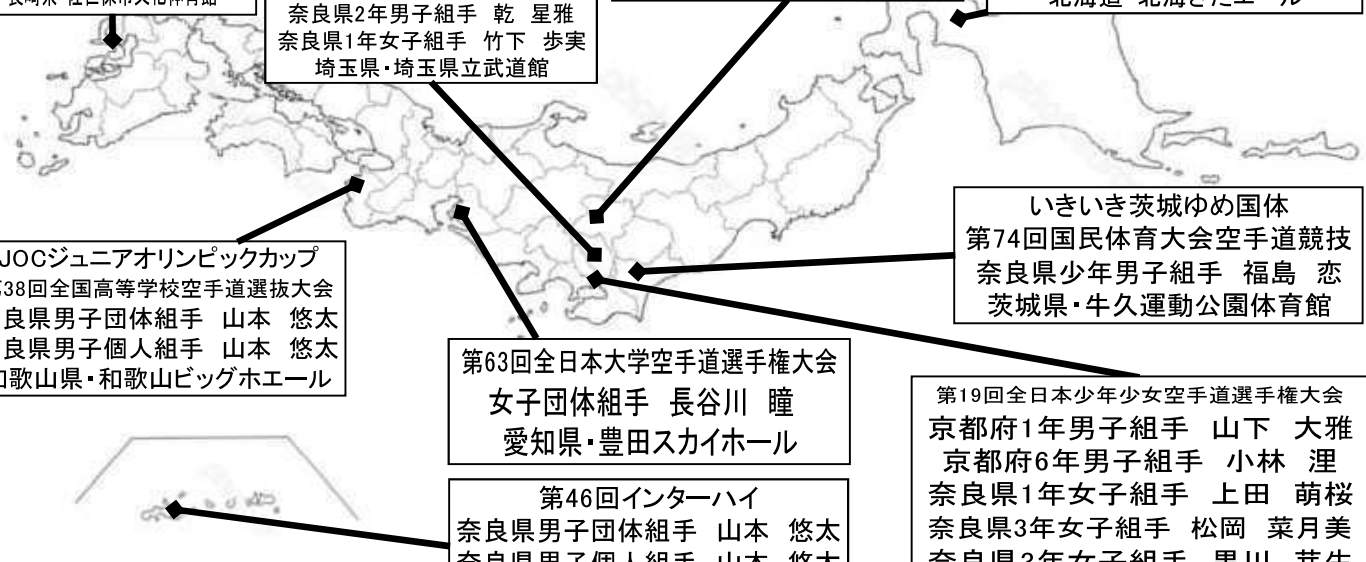 奈良県2年男子組手 乾 星雅
奈良県1年女子組手 竹下 歩実
埼玉県・埼玉県立武道館
いきいき茨城ゆめ国体
第74回国民体育大会空手道競技
奈良県少年男子組手 福島 恋
茨城県・牛久運動公園体育館
JOCジュニアオリンピックカップ
第38回全国高等学校空手道選抜大会
奈良県男子団体組手 山本 悠太
奈良県男子個人組手 山本 悠太
和歌山県・和歌山ビッグホエール
第63回全日本大学空手道選手権大会
女子団体組手 長谷川 瞳
愛知県・豊田スカイホール
第19回全日本少年少女空手道選手権大会
京都府1年男子組手 山下 大雅
京都府6年男子組手 小林 浬
奈良県1年女子組手 上田 萌桜
奈良県3年女子組手 松岡 菜月美
第46回インターハイ
奈良県男子団体組手 山本 悠太
奈良県男子個人組手 山本 悠太